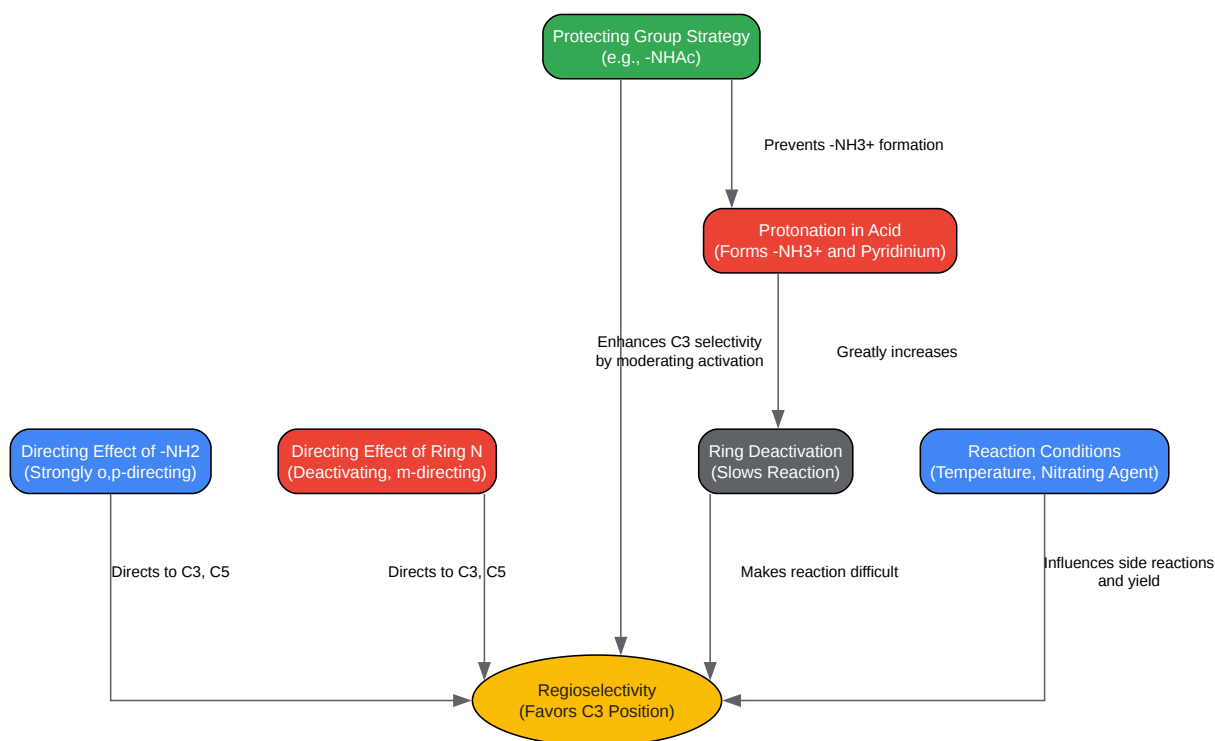 Protecting Group Strategy
(e.g., -NHAc)
Prevents -NH3+ formation
Protonation in Acid
(Forms -NH3+ and Pyridinium)
Enhances C3 selectivity
by moderating activation
Greatly increases
Directing Effect of -NH2
(Strongly o,p-directing)
Directing Effect of Ring N
(Deactivating, m-directing)
Ring Deactivation
(Slows Reaction)
Reaction Conditions
(Temperature, Nitrating Agent)
Directs to C3, C5
Directs to C3, C5
Makes reaction difficult
Influences side reactions
and yield
Regioselectivity
(Favors C3 Position)